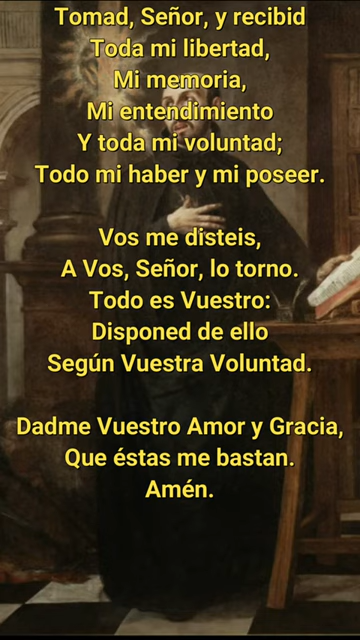 Tomad, Señor, y recibid
Toda mi libertad,
Mi memoria,
Mi entendimiento
Y toda mi voluntad;
Todo mi haber y mi poseer.
Vos me disteis,
A Vos, Señor, lo torno.
Todo es Vuestro:
Disponed de ello
Según Vuestra Voluntad.
Dadme Vuestro Amor y Gracia,
Que éstas me bastan.
Amén.